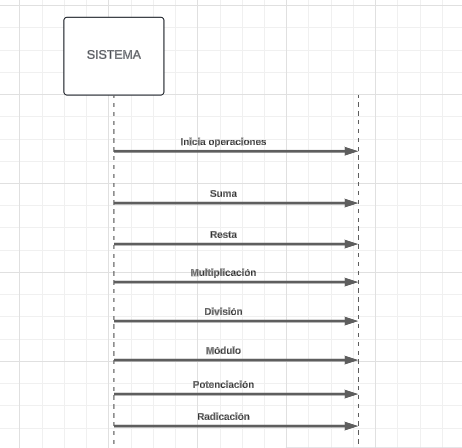 SISTEMA
Inicia operaciones
Suma
Resta
Multiplicación
División
Módulo
Potenciación
Radicación